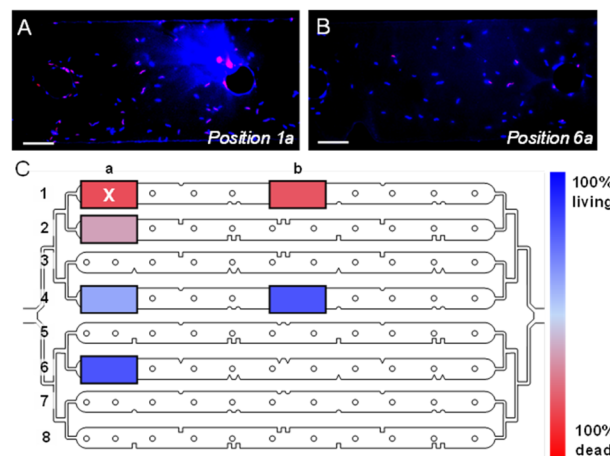 A
Position 1a
B
Position 6a
C
a
b
1
X
2
3
4
5
6
7
8
100%
living
100%
dead